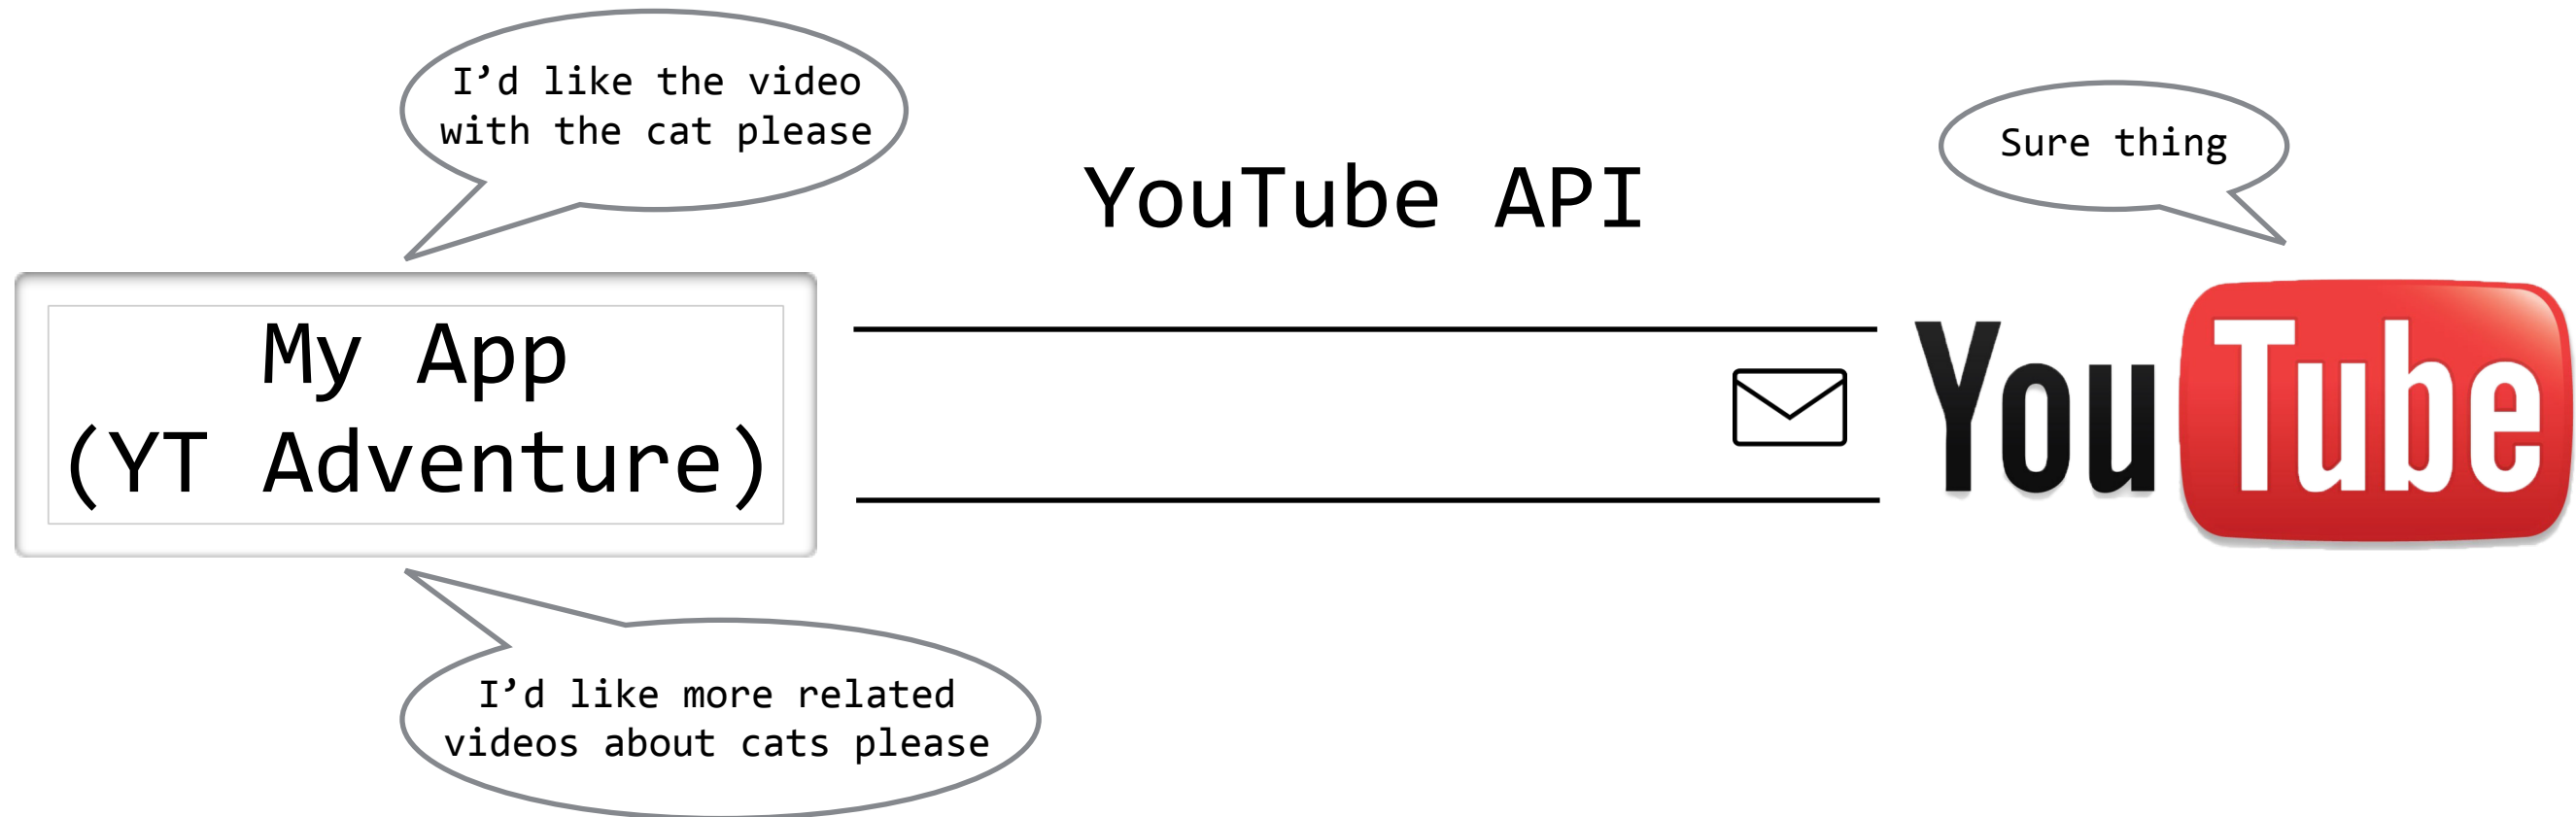 I’d like the video
with the cat please
YouTube API
Sure thing
My App
(YT Adventure)
YouTube
I’d like more related
videos about cats please